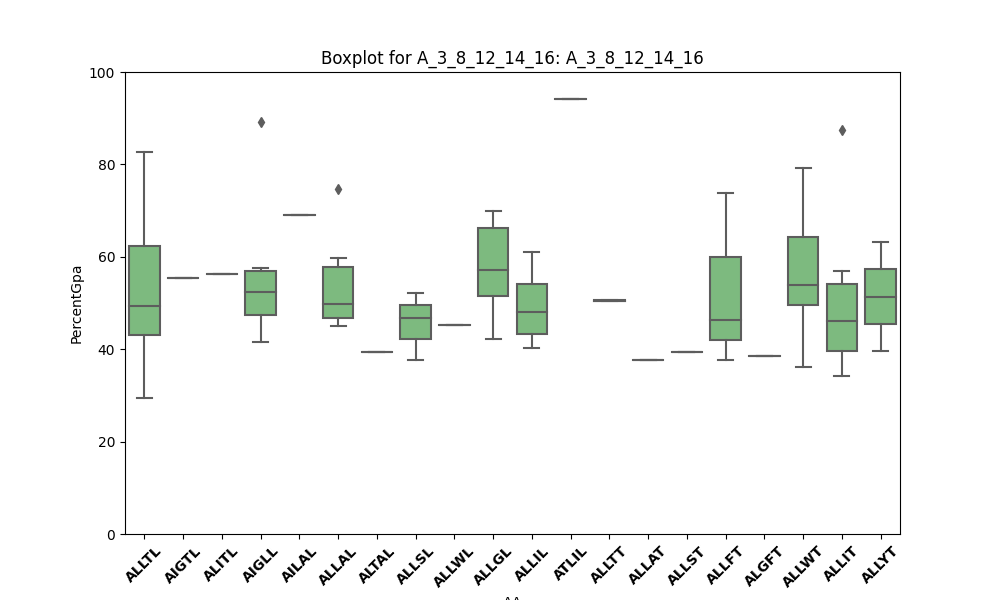 Boxplot for A_3_8_12_14_16: A_3_8_12_14_16
PercentGpa
100
80
60
40
20
0
ALLTL AIGTL ALITL AIGLL AILAL ALLAL ALTAL ALLSL ALLWL ALLGL ALLIL ATLIL ALLTT ALLAT ALLST ALLFT ALGFT ALLWT ALLIT ALLYT